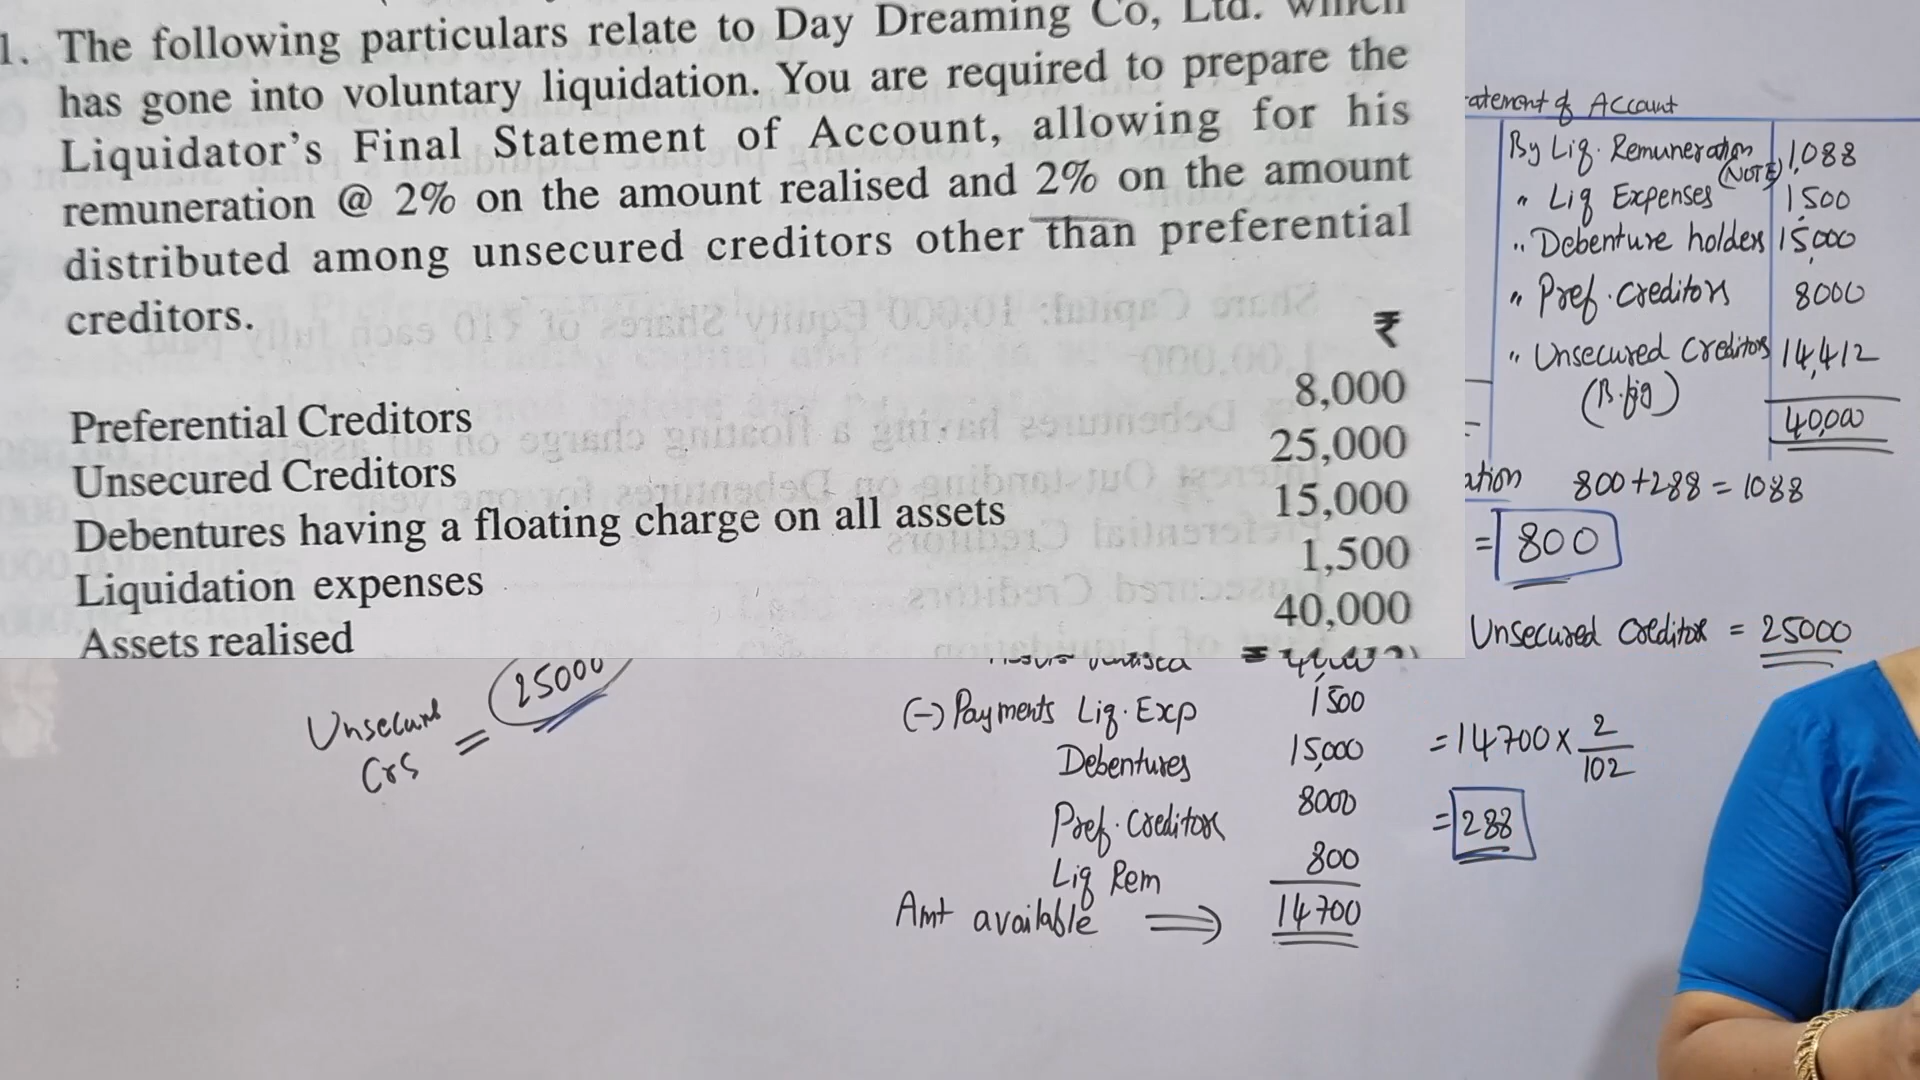 1. The following particulars relate to Day Dreaming Co, Ltd. which
has gone into voluntary liquidation. You are required to prepare the
Liquidator's Final Statement of Account, allowing for his
remuneration @ 2% on the amount realised and 2% on the amount
distributed among unsecured creditors other than preferential
creditors.
₹
Preferential Creditors 8,000
Unsecured Creditors 25,000
Debentures having a floating charge on all assets 15,000
Liquidation expenses 1,500
Assets realised 40,000
atement of Account
By Liq. Remuneration (NOTE) 1,088
" Liq Expenses 1,500
" Debenture holders 15,000
" Pref. creditors 8000
" Unsecured Creditors 14,412
(B.fig)
40,000
ation 800+288 = 1088
= 800
Unsecured Creditor = 25000
Unsecured = 25000
Crs
(-) Payments Liq. Exp 1500
Debentures 15,000
Pref. Creditor 8000
Liq Rem 800
Amt available ⟹ 14700
= 14700 × 2/102
= 288